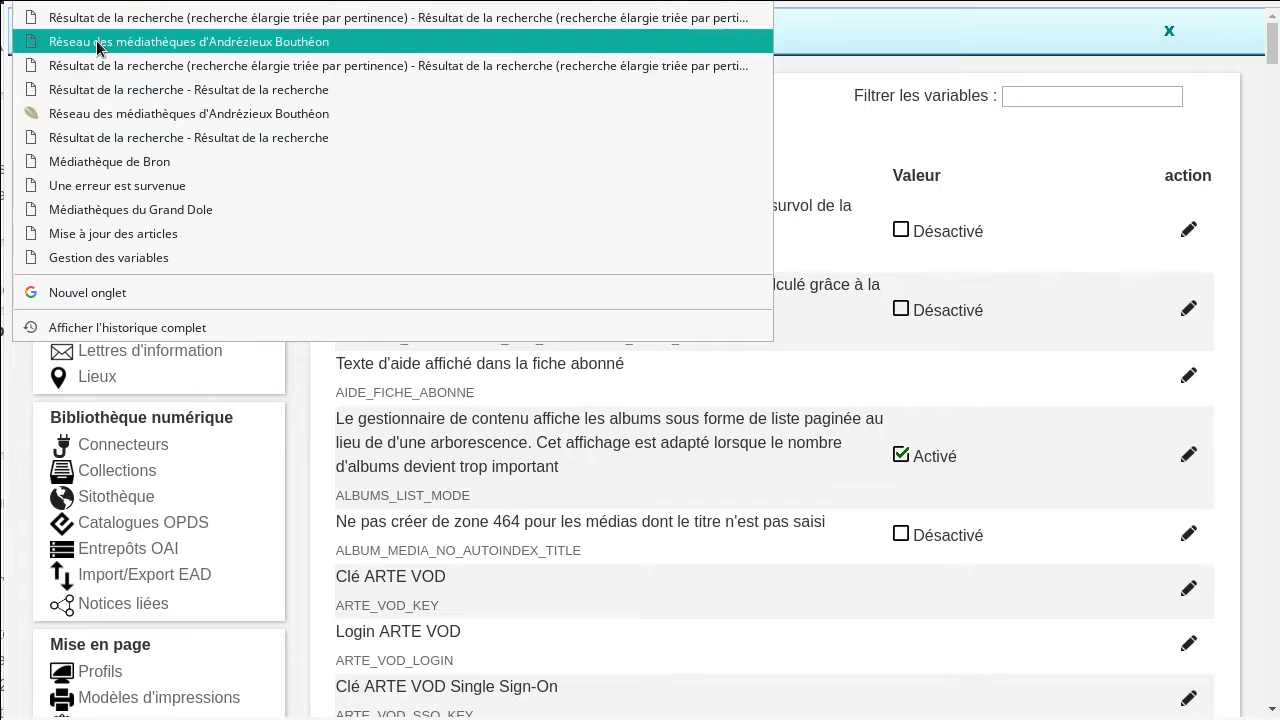 Résultat de la recherche (recherche élargie triée par pertinence) - Résultat de la recherche (recherche élargie triée par perti...
Réseau des médiathèques d'Andrézieux Bouthéon
Résultat de la recherche (recherche élargie triée par pertinence) - Résultat de la recherche (recherche élargie triée par perti...
Résultat de la recherche - Résultat de la recherche
Réseau des médiathèques d'Andrézieux Bouthéon
Résultat de la recherche - Résultat de la recherche
Médiathèque de Bron
Une erreur est survenue
Médiathèques du Grand Dole
Mise à jour des articles
Gestion des variables
Nouvel onglet
Afficher l'historique complet
x
Filtrer les variables :
Valeur action
survol de la
Désactivé
lculé grâce à la
Désactivé
Lettres d'information
Lieux
Bibliothèque numérique
Connecteurs
Collections
Sitothèque
Catalogues OPDS
Entrepôts OAI
Import/Export EAD
Notices liées
Mise en page
Profils
Modèles d'impressions
Texte d'aide affiché dans la fiche abonné
AIDE_FICHE_ABONNE
Le gestionnaire de contenu affiche les albums sous forme de liste paginée au
lieu de d'une arborescence. Cet affichage est adapté lorsque le nombre
d'albums devient trop important
ALBUMS_LIST_MODE
Activé
Ne pas créer de zone 464 pour les médias dont le titre n'est pas saisi
ALBUM_MEDIA_NO_AUTOINDEX_TITLE
Désactivé
Clé ARTE VOD
ARTE_VOD_KEY
Login ARTE VOD
ARTE_VOD_LOGIN
Clé ARTE VOD Single Sign-On
ARTE_VOD_SSO_KEY